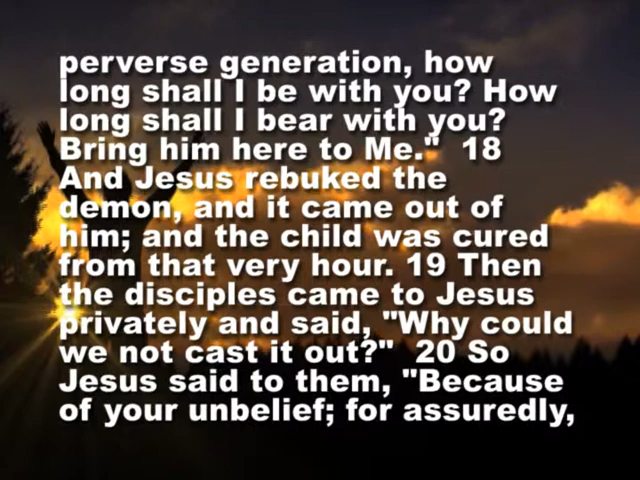 perverse generation, how
long shall I be with you? How
long shall I bear with you?
Bring him here to Me."  18
And Jesus rebuked the
demon, and it came out of
him; and the child was cured
from that very hour. 19 Then
the disciples came to Jesus
privately and said, "Why could
we not cast it out?"  20 So
Jesus said to them, "Because
of your unbelief; for assuredly,